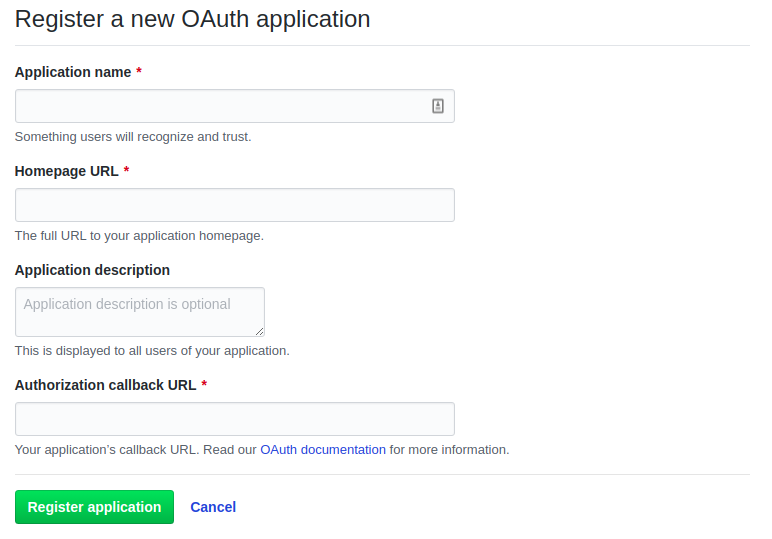 Register a new OAuth application
Application name *
Something users will recognize and trust.
Homepage URL *
The full URL to your application homepage.
Application description
Application description is optional
This is displayed to all users of your application.
Authorization callback URL *
Your application's callback URL. Read our OAuth documentation for more information.
Register application Cancel